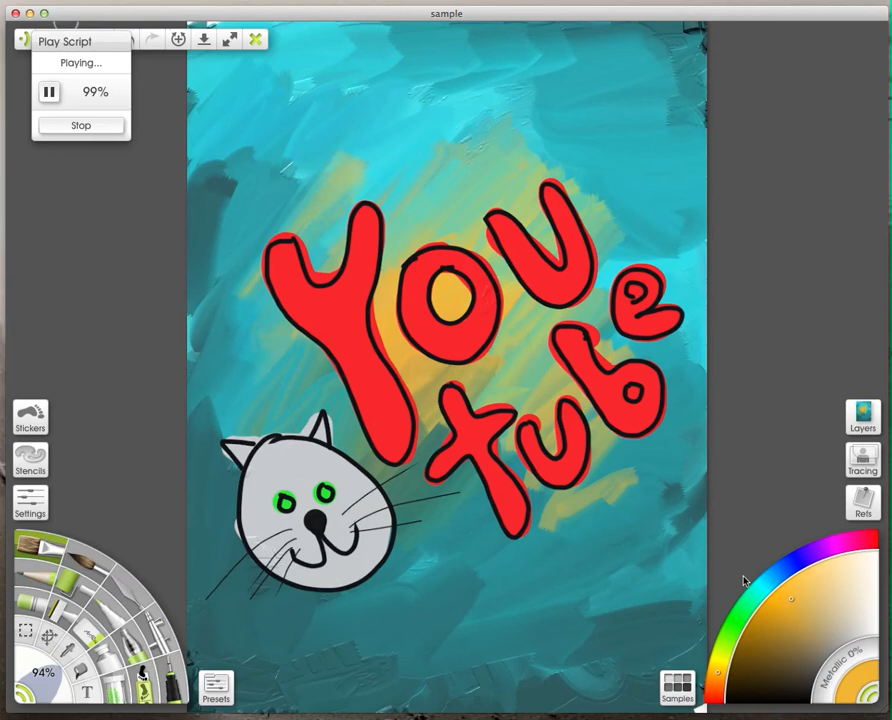 sample
Play Script
Playing...
99%
Stop
You
tube
Stickers
Stencils
Settings
Layers
Tracing
Refs
94%
T
Presets
Samples
Metallic 0%